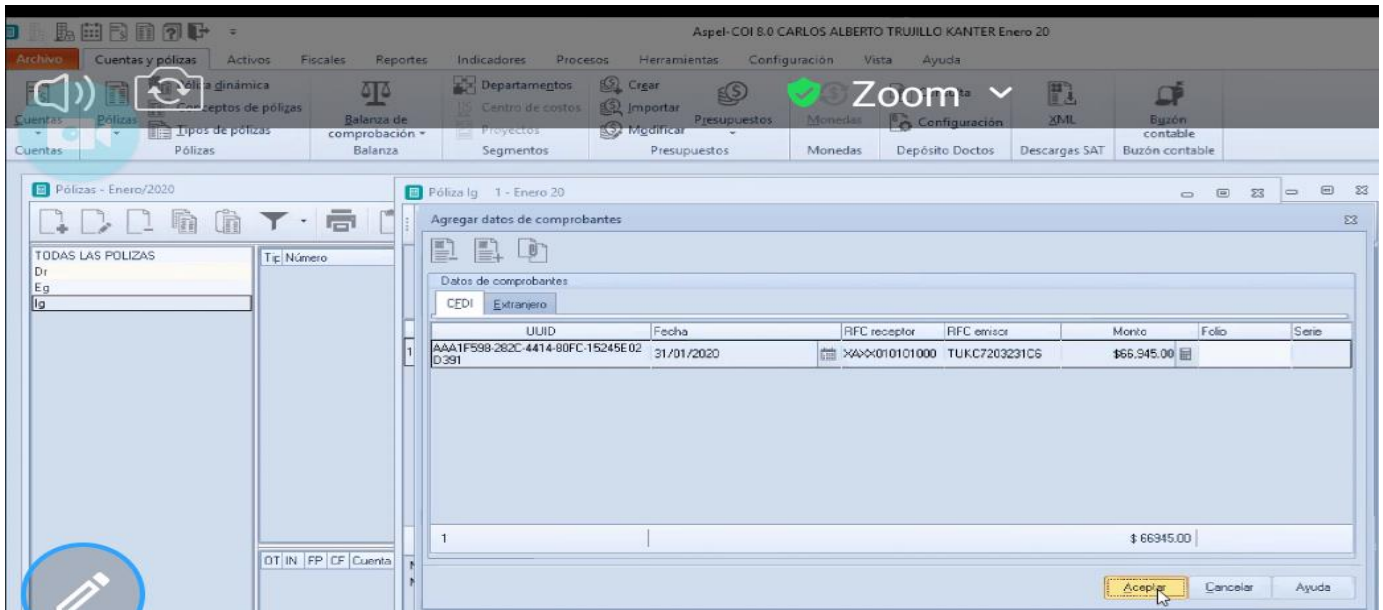 Aspel-COI 8.0 CARLOS ALBERTO TRUJILLO KANTER Enero 20
Archivo Cuentas y pólizas Activos Fiscales Reportes Indicadores Procesos Herramientas Configuración Vista Ayuda
dinámica Departamentos Crear Zoom
Conceptos de pólizas Centro de costos Importar
Cuentas Pólizas Tipos de pólizas Balanza de comprobación Proyectos Modificar Presupuestos Monedas Configuración XML Buzón contable
Cuentas Pólizas Balanza Segmentos Presupuestos Monedas Depósito Doctos Descargas SAT Buzón contable
Pólizas - Enero/2020
Póliza Ig 1 - Enero 20
Agregar datos de comprobantes
TODAS LAS POLIZAS
Dr
Eg
Ig
Tip Número
Datos de comprobantes
CFDI Extranjero
UUID Fecha RFC receptor RFC emisor Monto Folio Serie
1 AAA1F598-282C-4414-80FC-15245E02D391 31/01/2020 XAXX010101000 TUKC7203231C6 $66,945.00
1 $ 66945.00
OT IN FP CF Cuenta
Aceptar Cancelar Ayuda